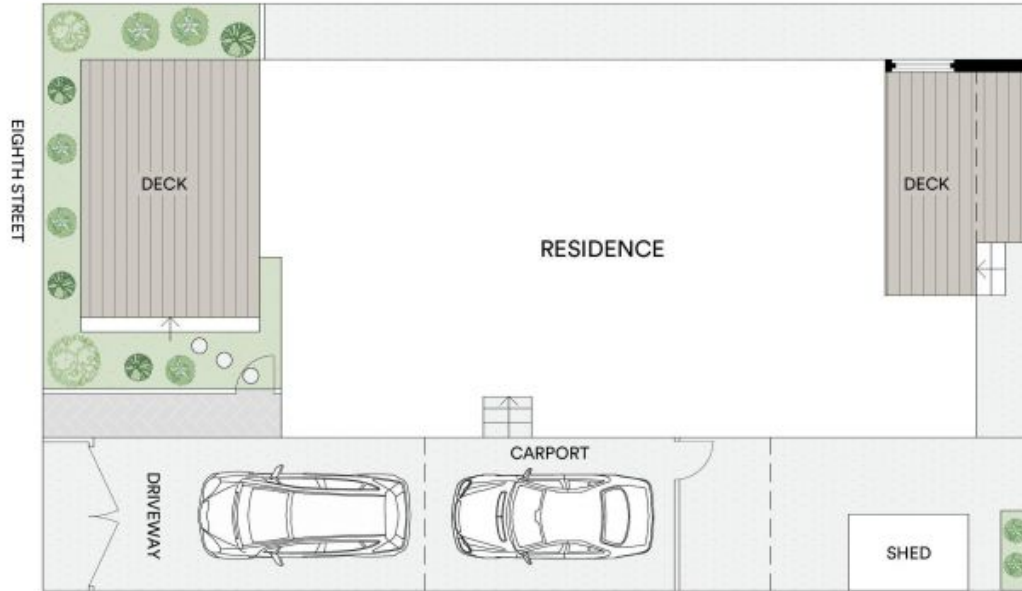 EIGHTH STREET
DECK
DECK
RESIDENCE
CARPORT
DRIVEWAY
SHED